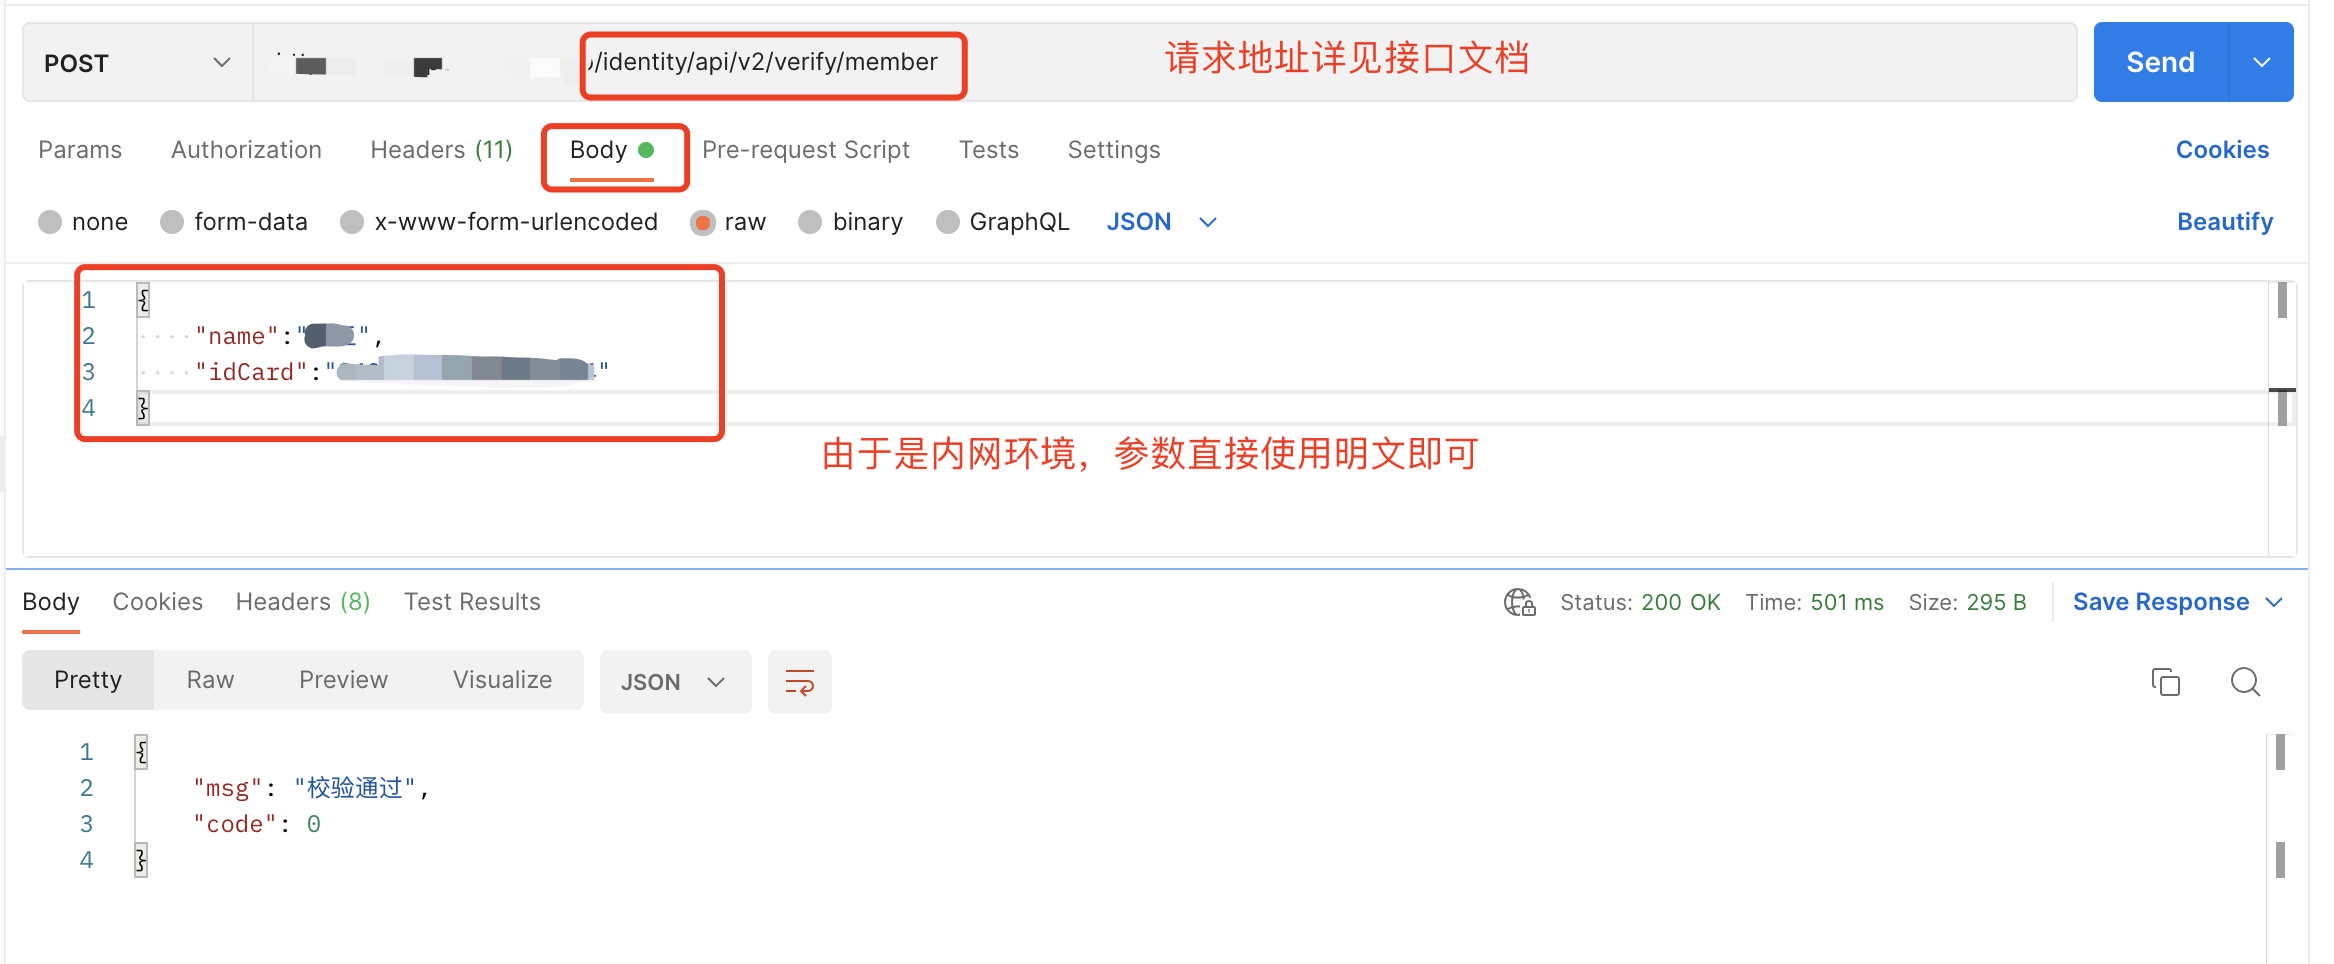 POST /identity/api/v2/verify/member 请求地址详见接口文档 Send
Params Authorization Headers (11) Body Pre-request Script Tests Settings Cookies
none form-data x-www-form-urlencoded raw binary GraphQL JSON Beautify
1 {
2 "name":" ",
3 "idCard":" "
4 }
由于是内网环境，参数直接使用明文即可
Body Cookies Headers (8) Test Results Status: 200 OK Time: 501 ms Size: 295 B Save Response
Pretty Raw Preview Visualize JSON
1 {
2 "msg": "校验通过",
3 "code": 0
4 }